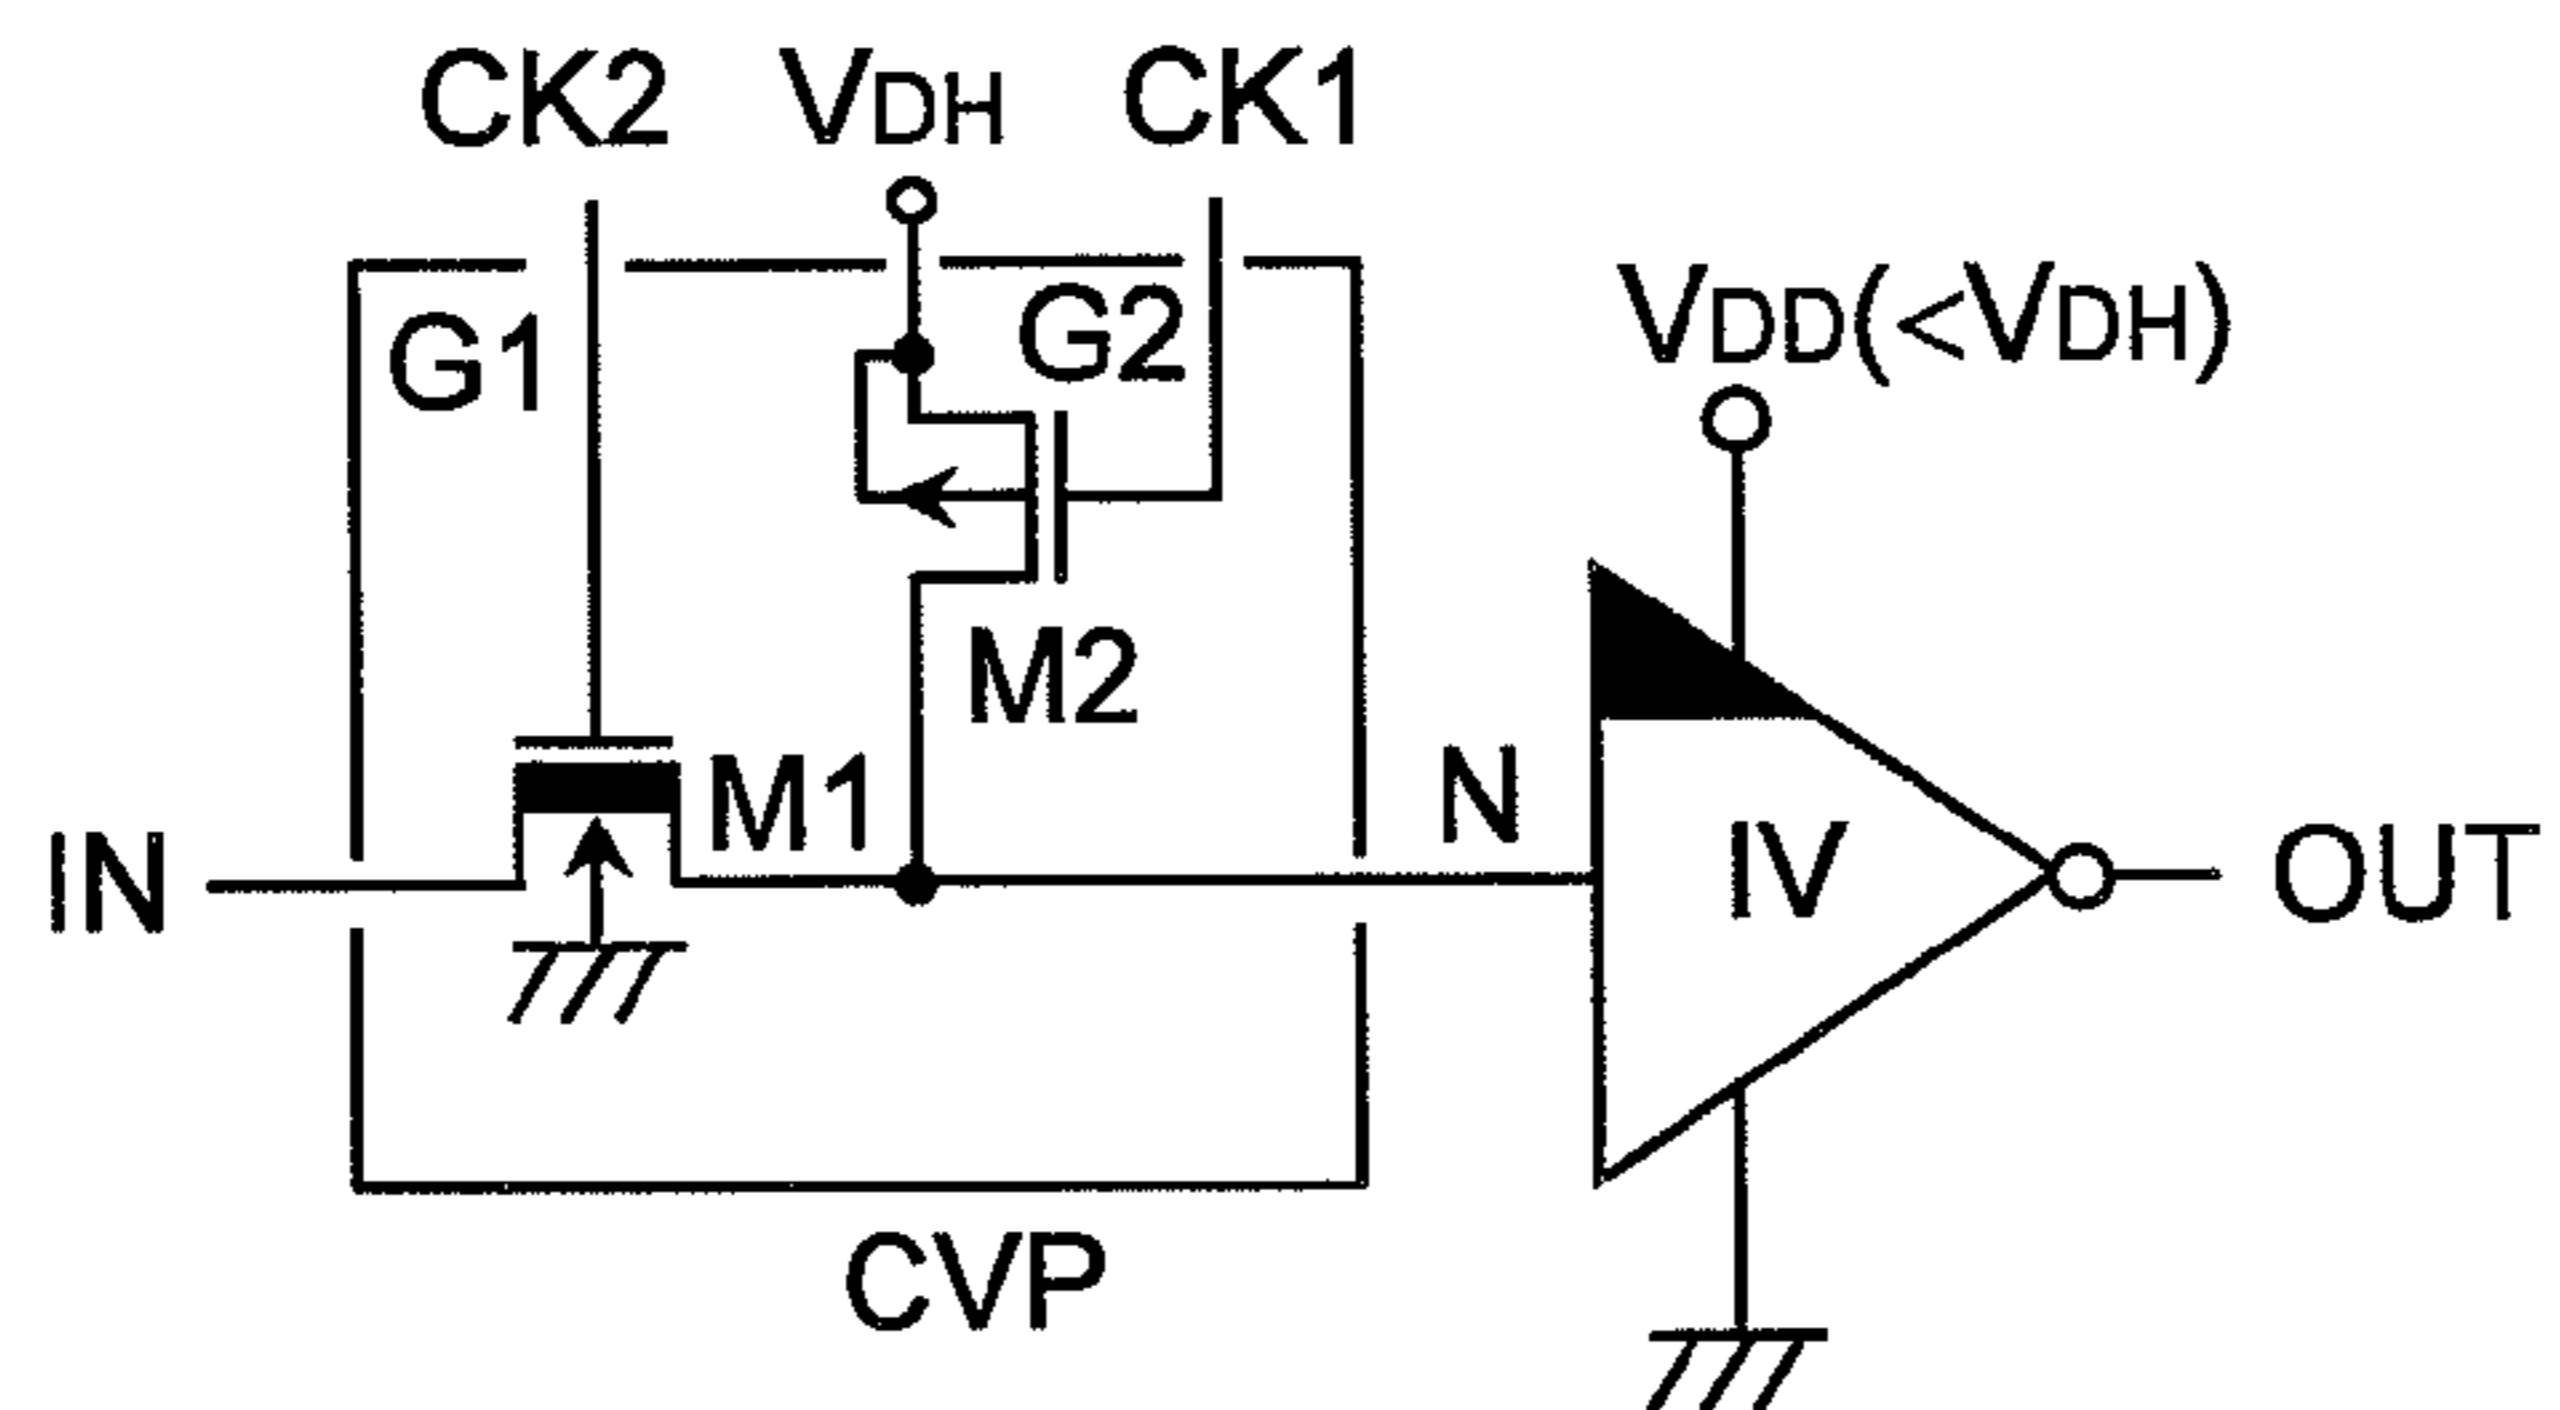 CK2 VDH CK1
G1 G2 VDD(<VDH)
M2
M1 N
IN IV OUT
CVP